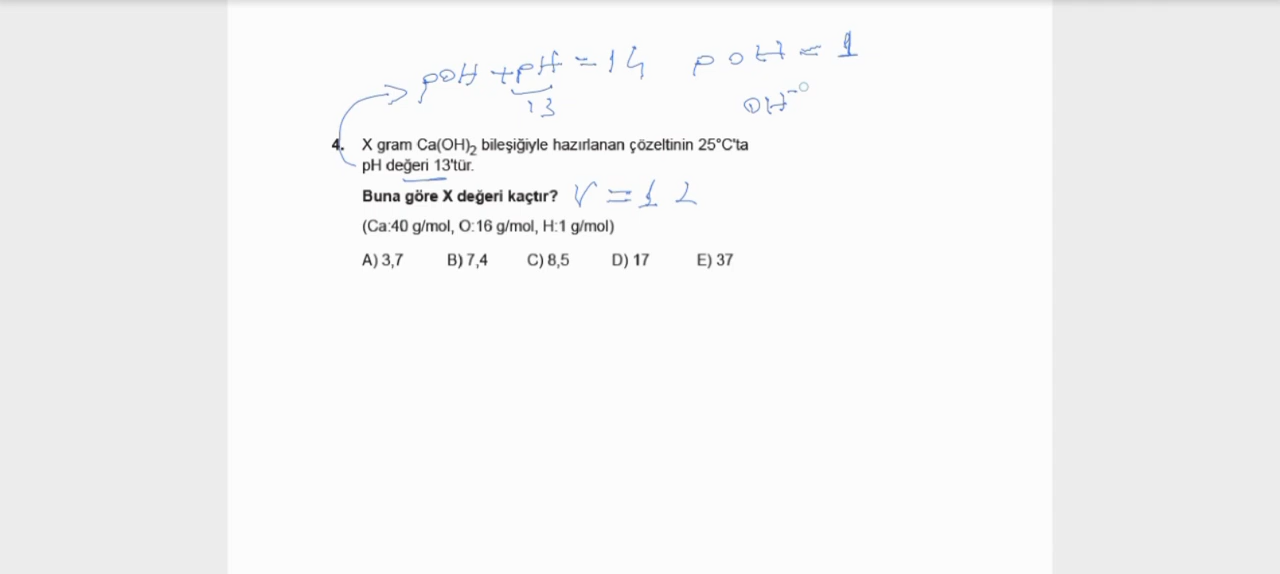 pOH + pH = 14 pOH = 1
13 OH⁻
4. X gram Ca(OH)₂ bileşiğiyle hazırlanan çözeltinin 25°C'ta
pH değeri 13'tür.
Buna göre X değeri kaçtır? V = 1 L
(Ca:40 g/mol, O:16 g/mol, H:1 g/mol)
A) 3,7 B) 7,4 C) 8,5 D) 17 E) 37